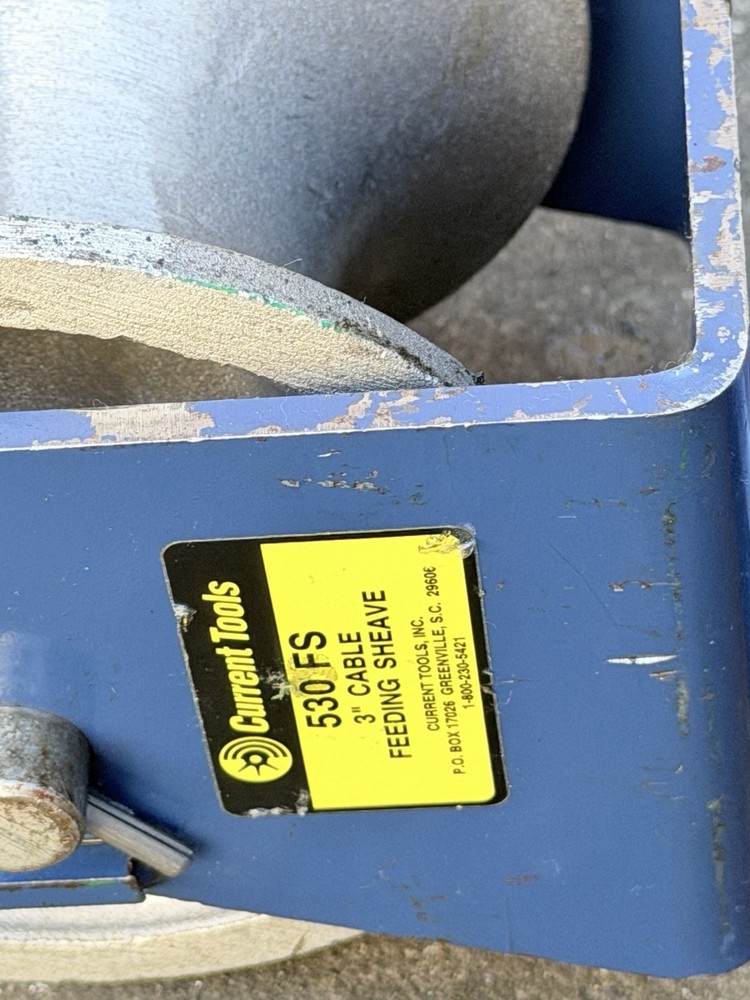 Current Tools
530 FS
3" CABLE
FEEDING SHEAVE
CURRENT TOOLS, INC.
P.O. BOX 17026 GREENVILLE, S.C. 29606
1-800-230-5421